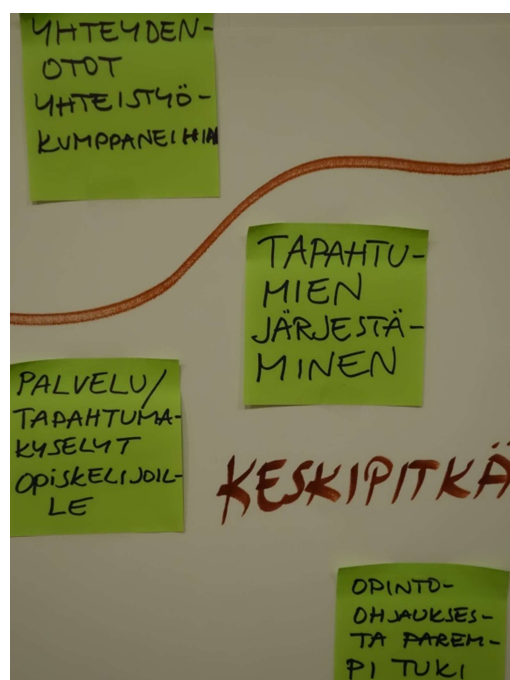 YHTEYDEN-
OTOT
YHTEISTYÖ-
KUMPPANEIHIN
TAPAHTU-
MIEN
JÄRJESTÄ-
MINEN
PALVELU/
TAPAHTUMA-
KYSELYT
OPISKELIJOIL-
LE
KESKIPITKÄ
OPINTO-
OHJAUKSES-
TA PAREM-
PI TUKI